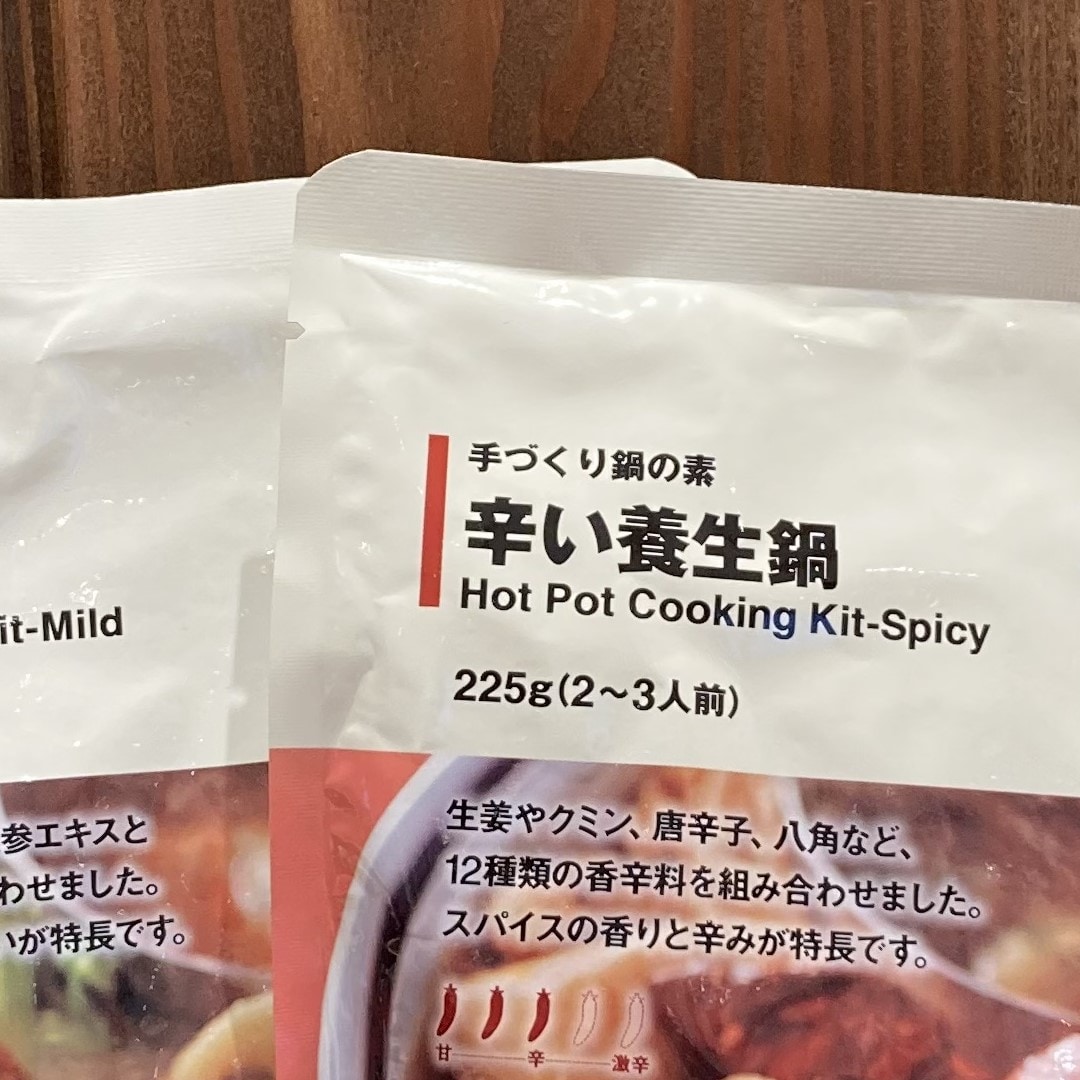 手づくり鍋の素
辛い養生鍋
Hot Pot Cooking Kit-Spicy
225g(2〜3人前)
生姜やクミン、唐辛子、八角など、
12種類の香辛料を組み合わせました。
スパイスの香りと辛みが特長です。
甘 辛 激辛
it-Mild
参エキスと
わせました。
いが特長です。